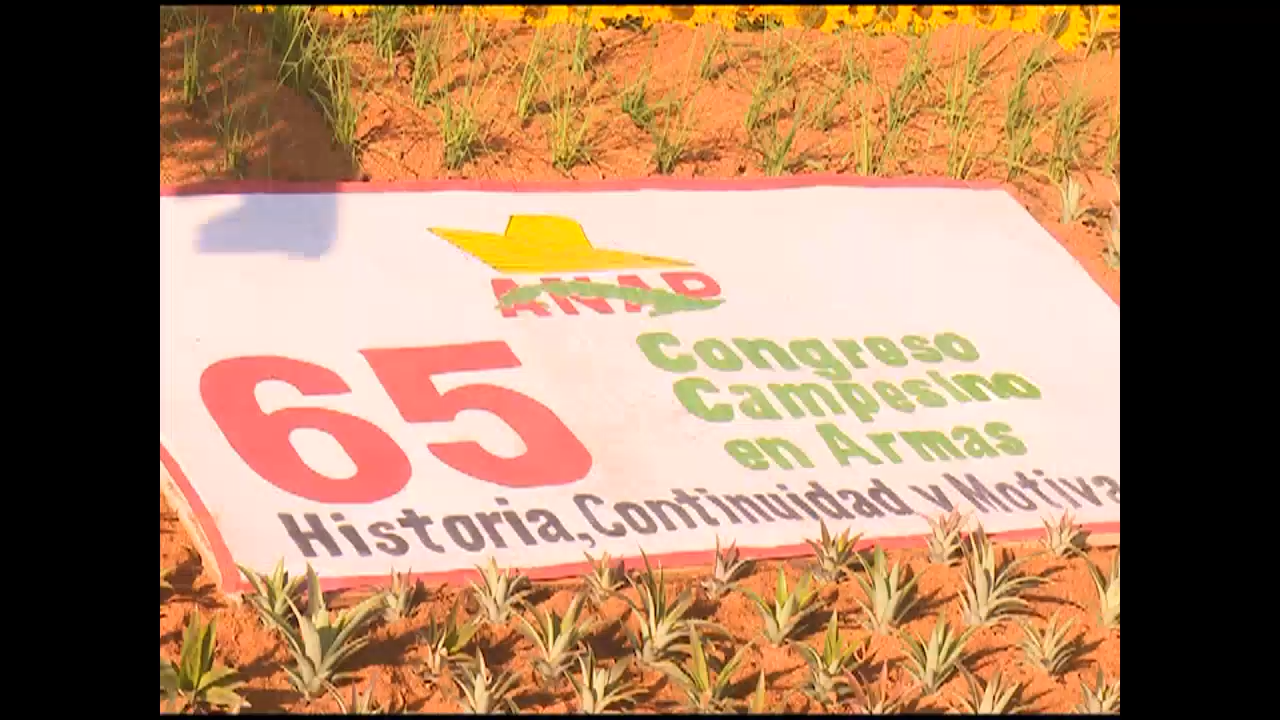 ANAP
65
Congreso
Campesino
en Armas
Historia, Continuidad y Motiva